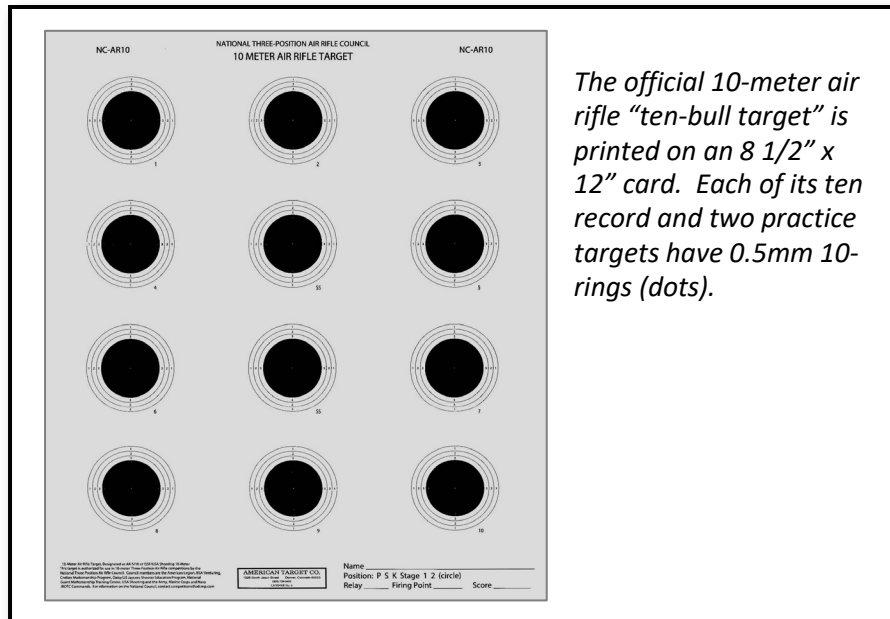 NC-AR10
NATIONAL THREE-POSITION AIR RIFLE COUNCIL
NC-AR10
10 METER AIR RIFLE TARGET
The official 10-meter air
rifle “ten-bull target” is
printed on an 8 1/2” x
12” card. Each of its ten
record and two practice
targets have 0.5mm 10-
rings (dots).
1
2
3
4
SS
5
6
SS
7
8
9
10
AMERICAN TARGET CO.
Name
Position: P S K Stage 1 2 (circle)
Relay Firing Point Score